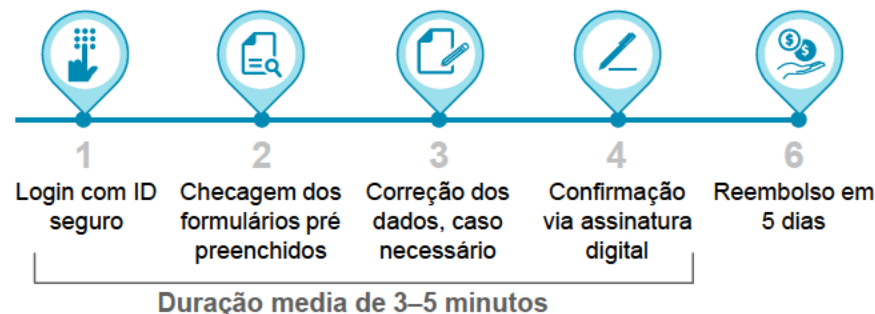 1
Login com ID
seguro
2
Checagem dos
formulários pré
preenchidos
3
Correção dos
dados, caso
necessário
4
Confirmação
via assinatura
digital
6
Reembolso em
5 dias
Duração media de 3–5 minutos